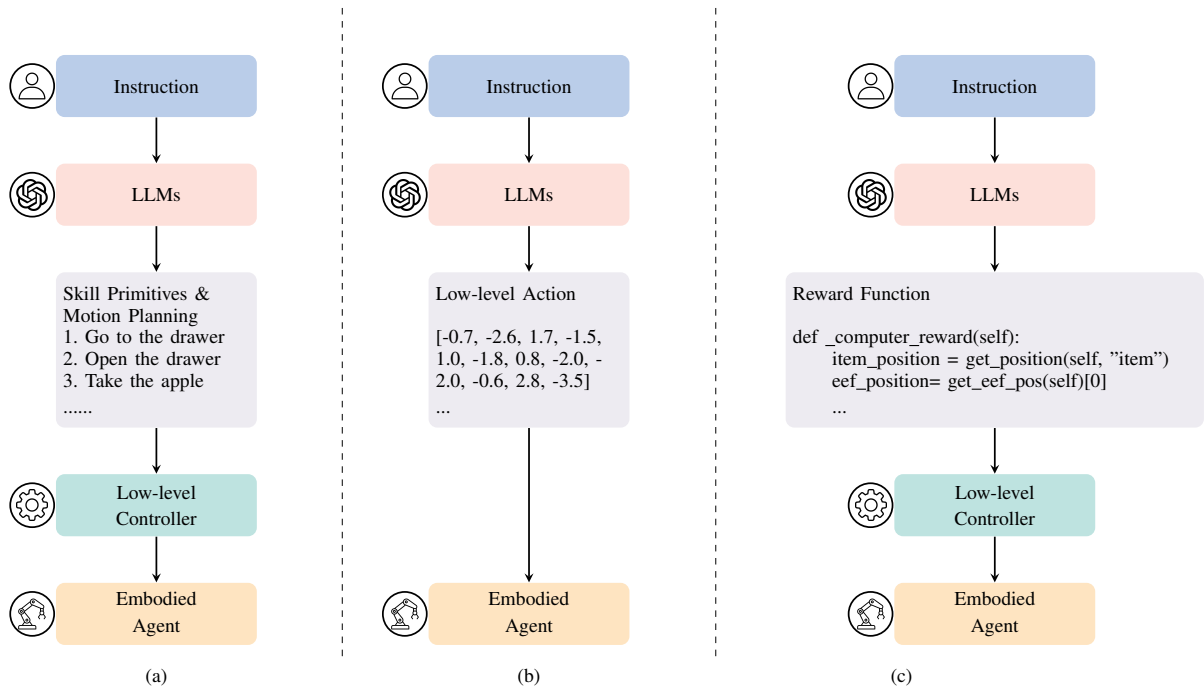 Instruction
LLMs
Skill Primitives &
Motion Planning
1. Go to the drawer
2. Open the drawer
3. Take the apple
......
Low-level
Controller
Embodied
Agent
(a)
Instruction
LLMs
Low-level Action
[-0.7, -2.6, 1.7, -1.5,
1.0, -1.8, 0.8, -2.0, -
2.0, -0.6, 2.8, -3.5]
...
Embodied
Agent
(b)
Instruction
LLMs
Reward Function
def _computer_reward(self):
item_position = get_position(self, ”item”)
eef_position= get_eef_pos(self)[0]
...
Low-level
Controller
Embodied
Agent
(c)